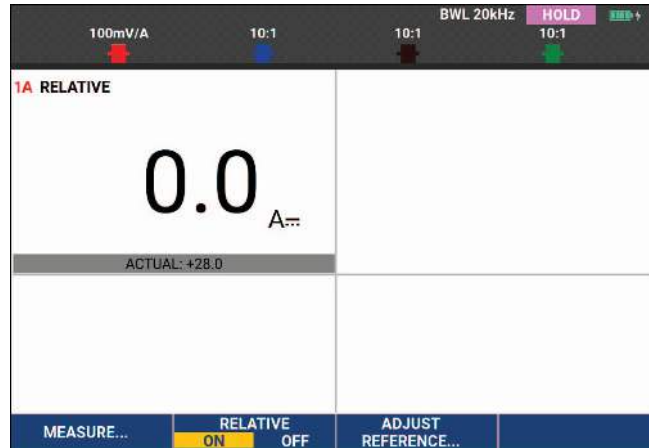 BWL 20kHz HOLD
100mV/A 10:1 10:1 10:1
1A RELATIVE
0.0 A
ACTUAL: +28.0
MEASURE...
RELATIVE
ON OFF
ADJUST
REFERENCE...